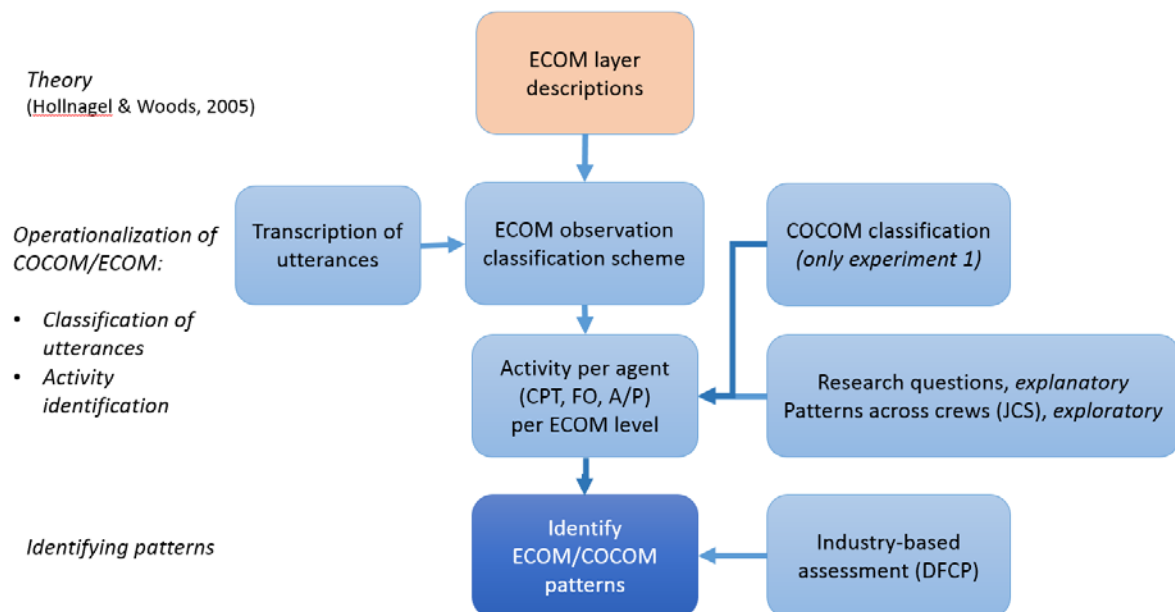 ECOM layer
descriptions
Theory
(Hollnagel & Woods, 2005)
Operationalization of
COCOM/ECOM:
• Classification of
utterances
• Activity
identification
Transcription of
utterances
ECOM observation
classification scheme
COCOM classification
(only experiment 1)
Activity per agent
(CPT, FO, A/P)
per ECOM level
Research questions, explanatory
Patterns across crews (JCS), exploratory
Identifying patterns
Identify
ECOM/COCOM
patterns
Industry-based
assessment (DFCP)